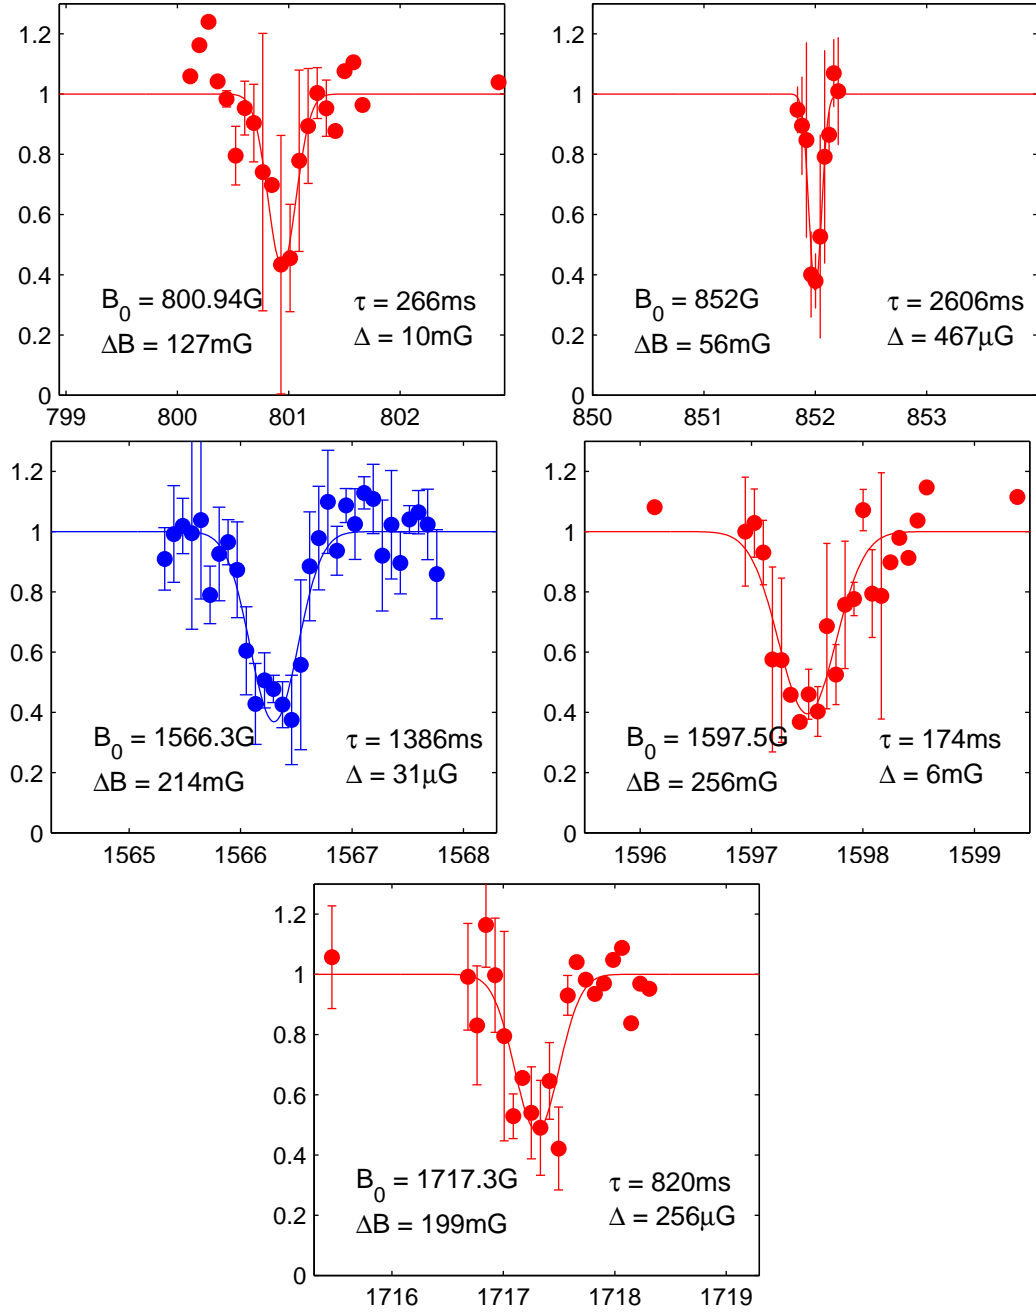 1.2
1
0.8
0.6
0.4
0.2
0
B0 = 800.94G
τ = 266ms
ΔB = 127mG
Δ = 10mG
799 800 801 802
1.2
1
0.8
0.6
0.4
0.2
0
B0 = 852G
τ = 2606ms
ΔB = 56mG
Δ = 467μG
850 851 852 853
1.2
1
0.8
0.6
0.4
0.2
0
B0 = 1566.3G
τ = 1386ms
ΔB = 214mG
Δ = 31μG
1565 1566 1567 1568
1.2
1
0.8
0.6
0.4
0.2
0
B0 = 1597.5G
τ = 174ms
ΔB = 256mG
Δ = 6mG
1596 1597 1598 1599
1.2
1
0.8
0.6
0.4
0.2
0
B0 = 1717.3G
τ = 820ms
ΔB = 199mG
Δ = 256μG
1716 1717 1718 1719